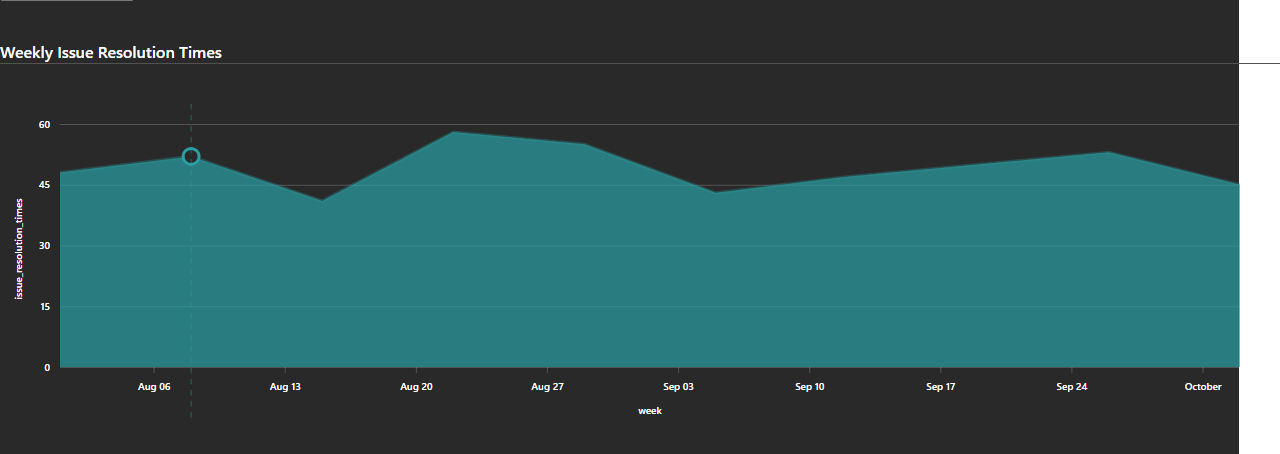 Weekly Issue Resolution Times
60
45
30
15
0
issue_resolution_times
Aug 06 Aug 13 Aug 20 Aug 27 Sep 03 Sep 10 Sep 17 Sep 24 October
week